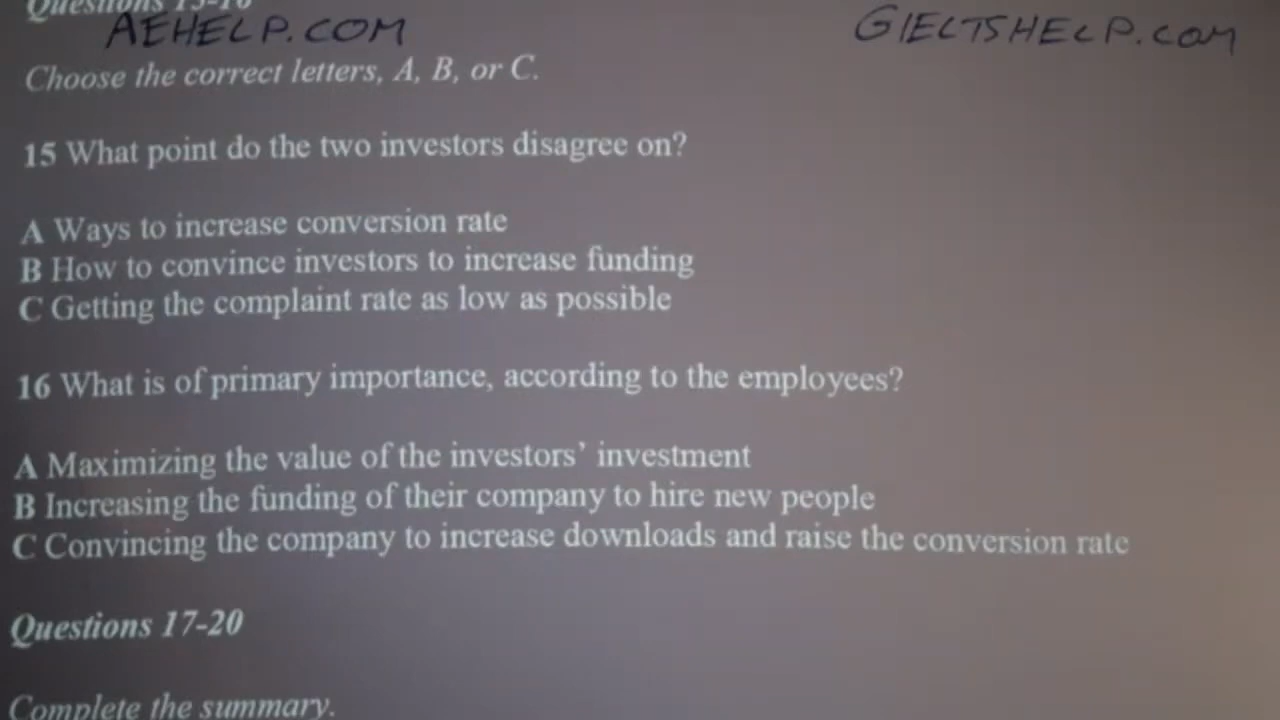 Questions 15-16
AEHELP.COM
GIELTSHELP.COM
Choose the correct letters, A, B, or C.
15 What point do the two investors disagree on?
A Ways to increase conversion rate
B How to convince investors to increase funding
C Getting the complaint rate as low as possible
16 What is of primary importance, according to the employees?
A Maximizing the value of the investors' investment
B Increasing the funding of their company to hire new people
C Convincing the company to increase downloads and raise the conversion rate
Questions 17-20
Complete the summary.